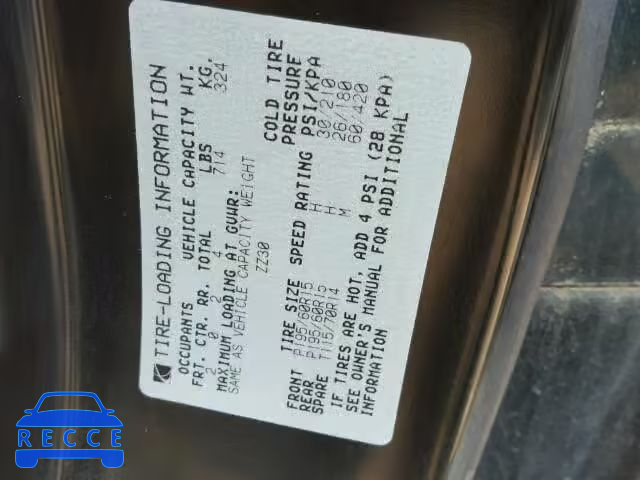 TIRE-LOADING INFORMATION
OCCUPANTS VEHICLE CAPACITY WT.
FRT. CTR. RR. TOTAL LBS KG.
2 0 2 4 714 324
MAXIMUM LOADING AT GVWR:
SAME AS VEHICLE CAPACITY WEIGHT
ZZ30
COLD TIRE
PRESSURE
TIRE SIZE SPEED RATING PSI/KPA
FRONT P195/60R15 H 30/210
REAR P195/60R15 H 26/180
SPARE T115/70R14 M 60/420
IF TIRES ARE HOT, ADD 4 PSI (28 KPA)
SEE OWNER'S MANUAL FOR ADDITIONAL
INFORMATION
RECCE